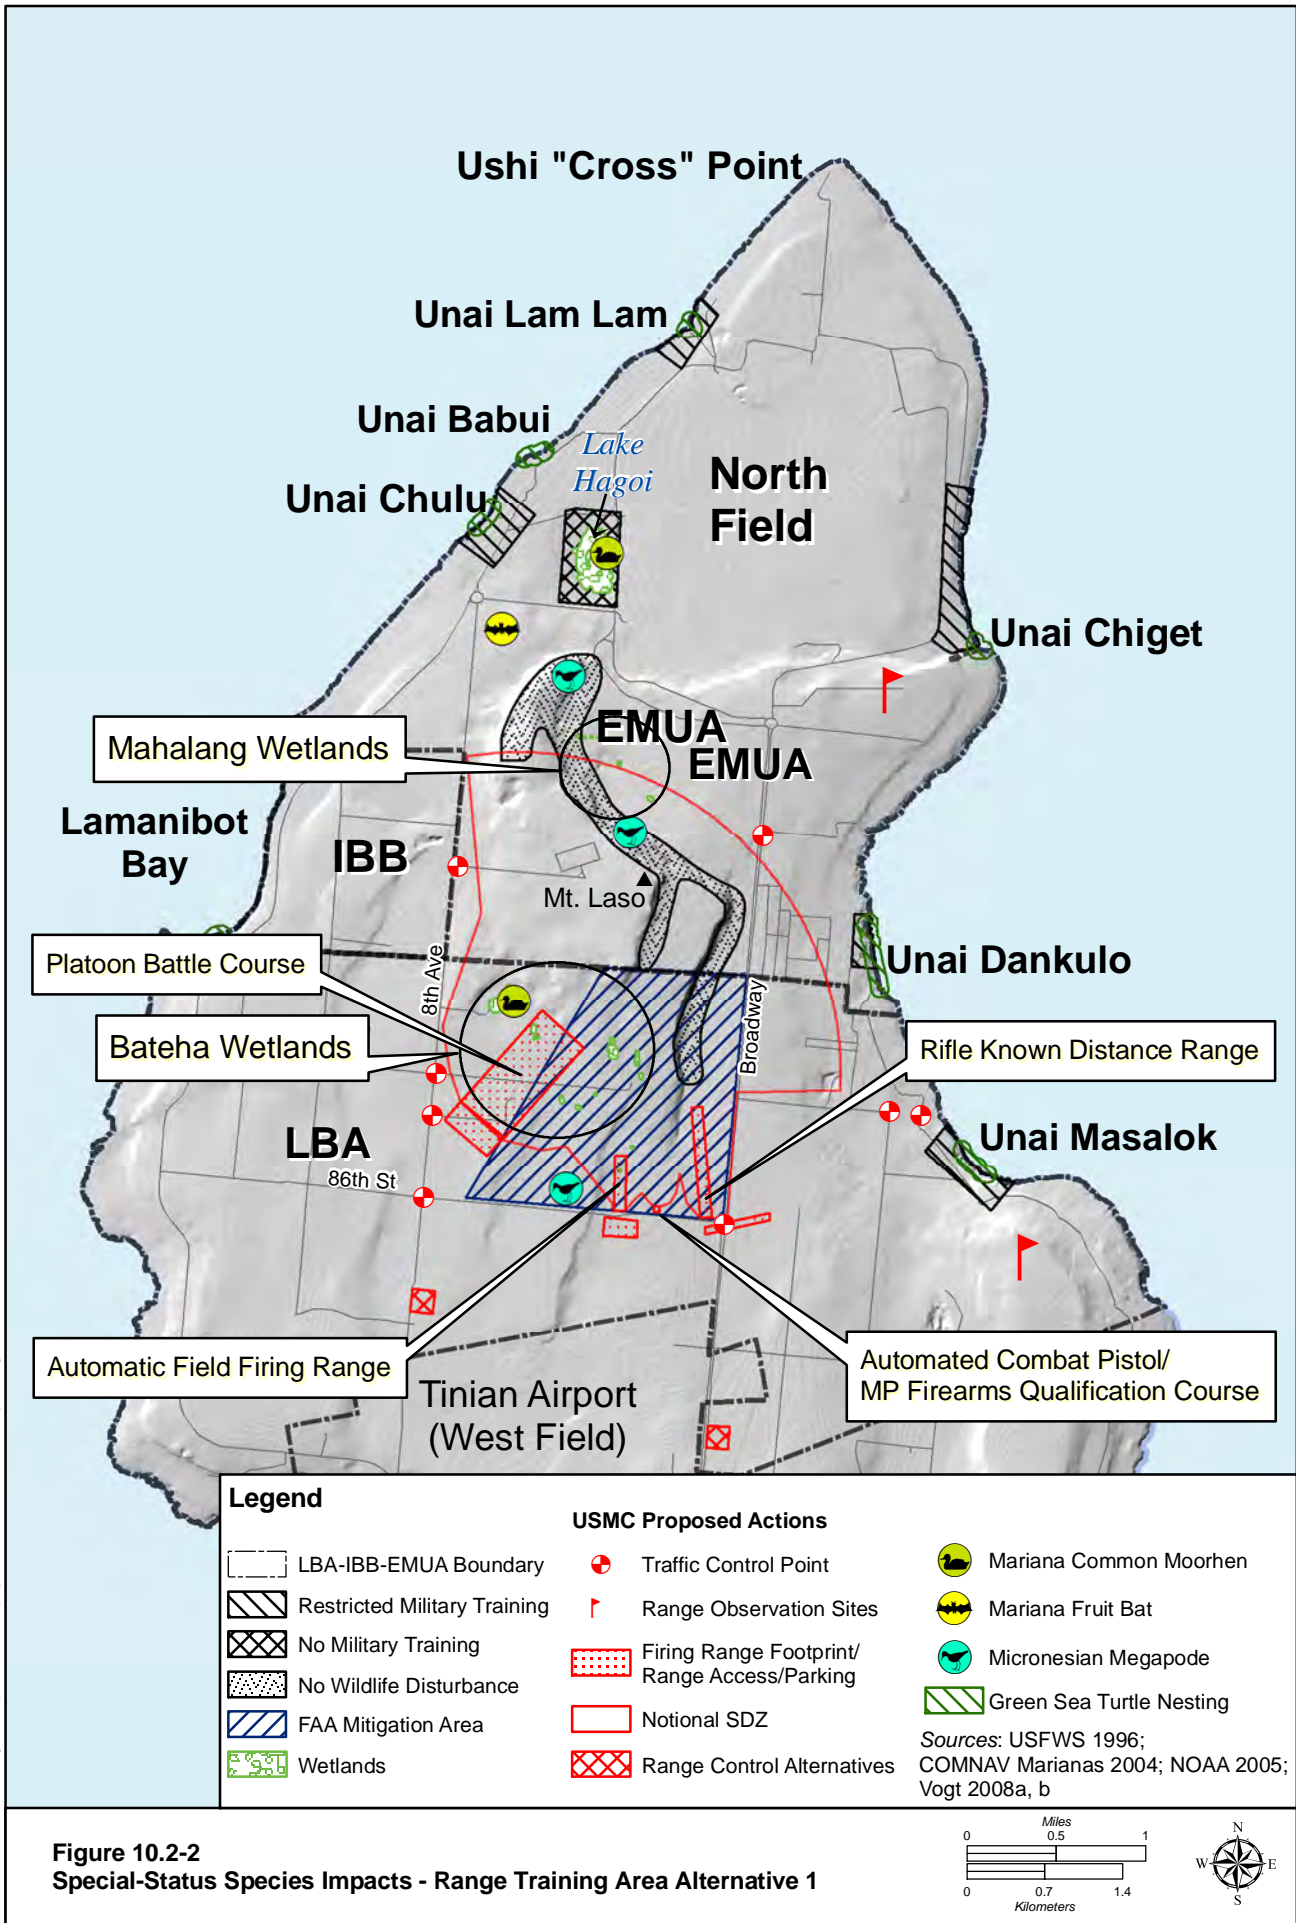 Ushi "Cross" Point
Unai Lam Lam
Unai Babui
Lake
Hagoi
North
Field
Unai Chulu
Unai Chiget
EMUA
EMUA
Mahalang Wetlands
Lamanibot
Bay
IBB
Mt. Laso
Platoon Battle Course
8th Ave
Unai Dankulo
Broadway
Bateha Wetlands
Rifle Known Distance Range
LBA
86th St
Unai Masalok
Automatic Field Firing Range
Automated Combat Pistol/
MP Firearms Qualification Course
Tinian Airport
(West Field)
Legend
LBA-IBB-EMUA Boundary
Restricted Military Training
No Military Training
No Wildlife Disturbance
FAA Mitigation Area
Wetlands
USMC Proposed Actions
Traffic Control Point
Range Observation Sites
Firing Range Footprint/
Range Access/Parking
Notional SDZ
Range Control Alternatives
Mariana Common Moorhen
Mariana Fruit Bat
Micronesian Megapode
Green Sea Turtle Nesting
Sources: USFWS 1996;
COMNAV Marianas 2004; NOAA 2005;
Vogt 2008a, b
Figure 10.2-2
Special-Status Species Impacts - Range Training Area Alternative 1
Miles
0 0.5 1
0 0.7 1.4
Kilometers
N
W E
S